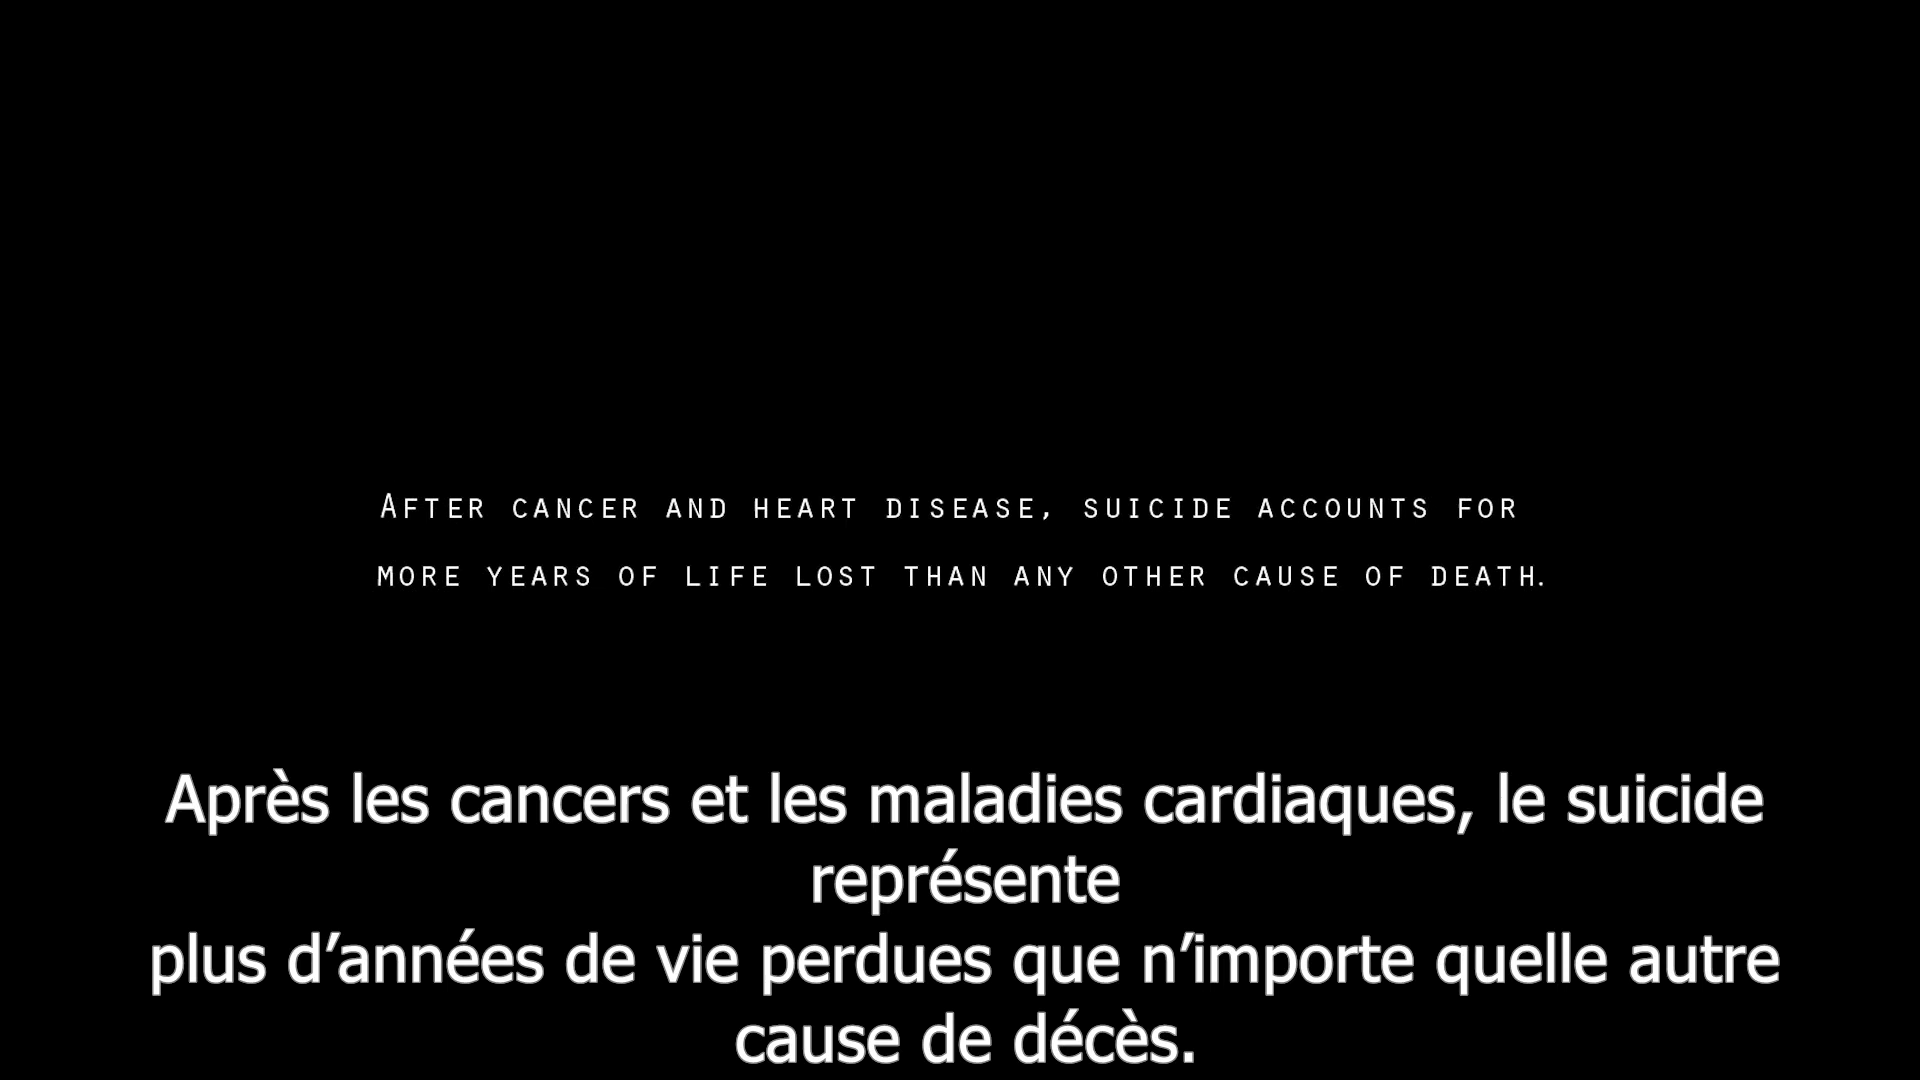 After cancer and heart disease, suicide accounts for
more years of life lost than any other cause of death.
Après les cancers et les maladies cardiaques, le suicide
représente
plus d’années de vie perdues que n’importe quelle autre
cause de décès.